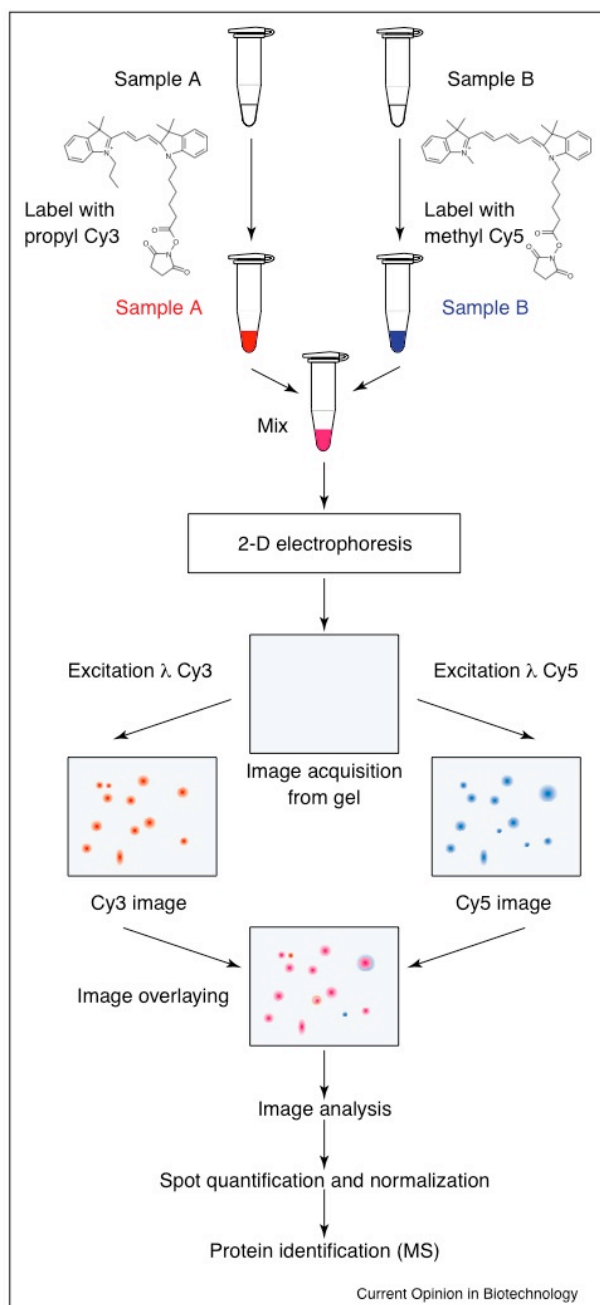 Sample A
Sample B
Label with
propyl Cy3
Label with
methyl Cy5
N
N
O
O
N
O
O
N
N
O
O
N
O
O
Sample A
Sample B
Mix
2-D electrophoresis
Excitation λ Cy3
Excitation λ Cy5
Image acquisition
from gel
Cy3 image
Cy5 image
Image overlaying
Image analysis
Spot quantification and normalization
Protein identification (MS)
Current Opinion in Biotechnology